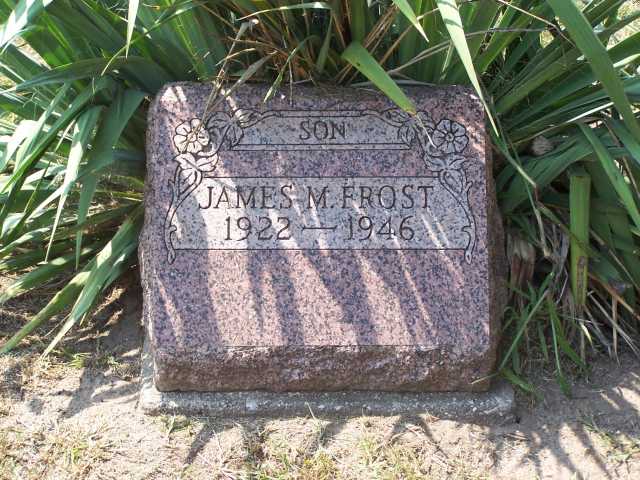 SON
JAMES M. FROST
1922 — 1946